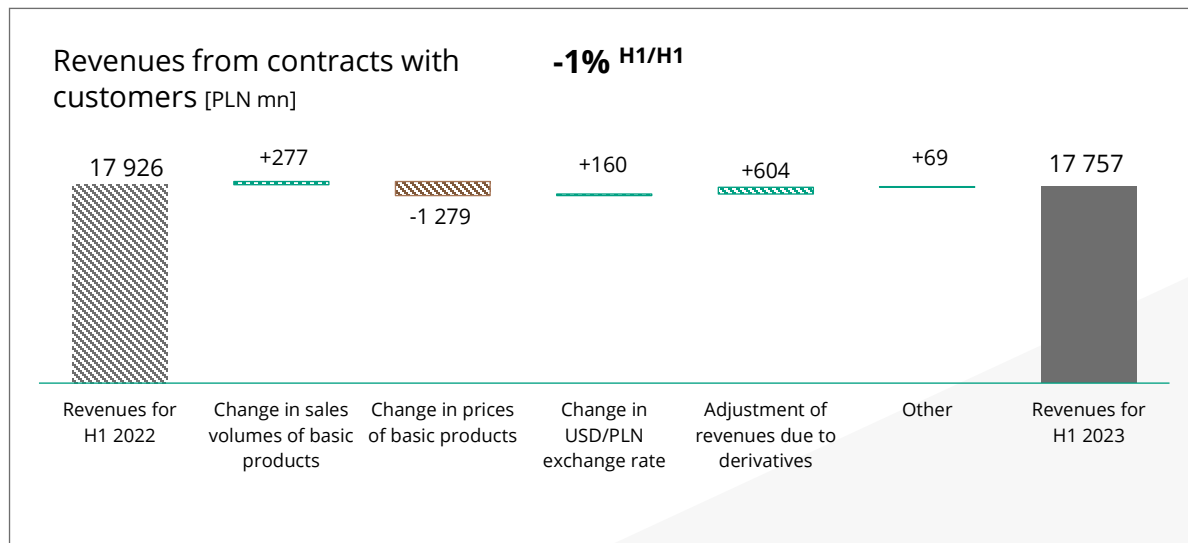 Revenues from contracts with
customers [PLN mn]
-1% H1/H1
17 926
+277
-1 279
+160
+604
+69
17 757
Revenues for
H1 2022
Change in sales
volumes of basic
products
Change in prices
of basic products
Change in
USD/PLN
exchange rate
Adjustment of
revenues due to
derivatives
Other
Revenues for
H1 2023